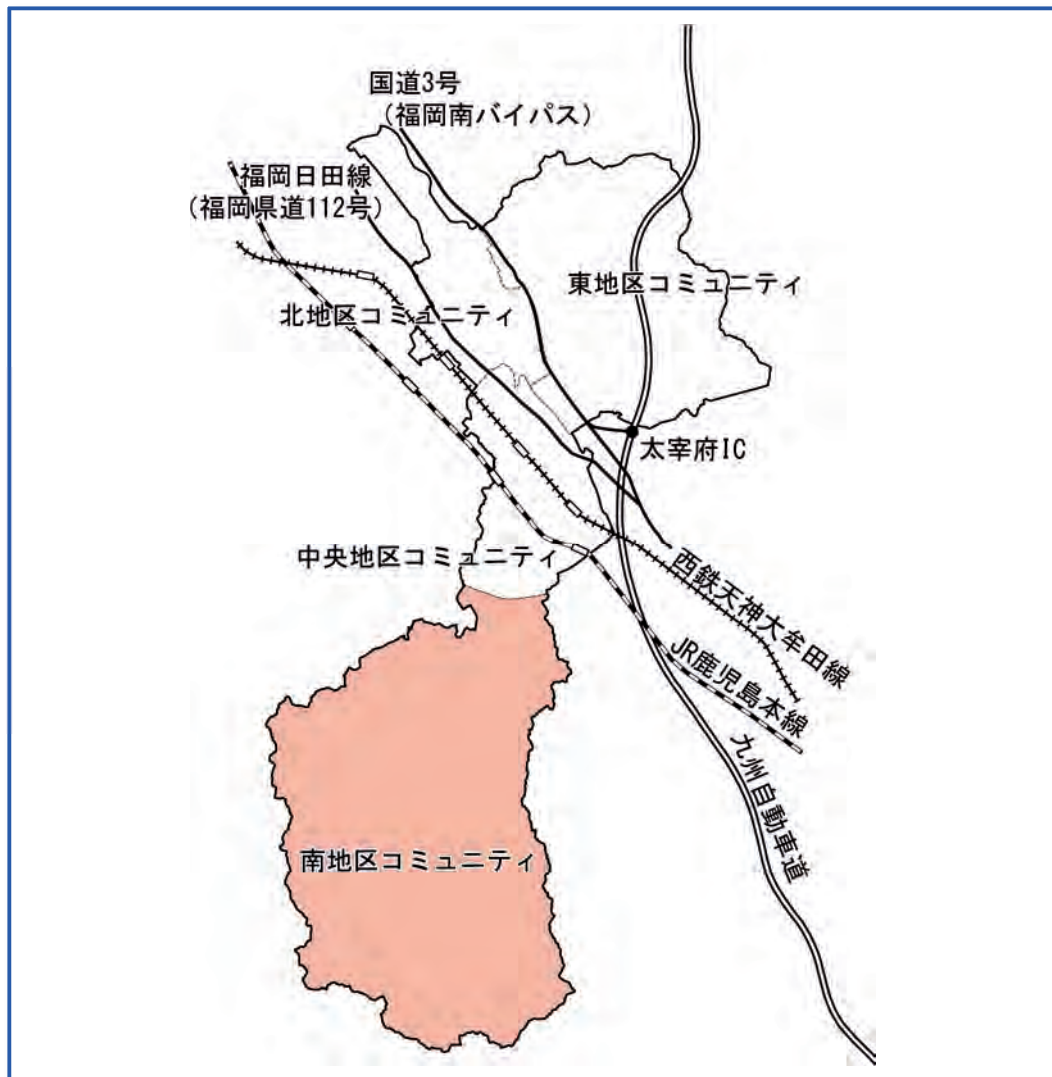 国道3号
（福岡南バイパス）
福岡日田線
（福岡県道112号）
東地区コミュニティ
北地区コミュニティ
太宰府IC
中央地区コミュニティ
西鉄天神大牟田線
JR鹿児島本線
九州自動車道
南地区コミュニティ